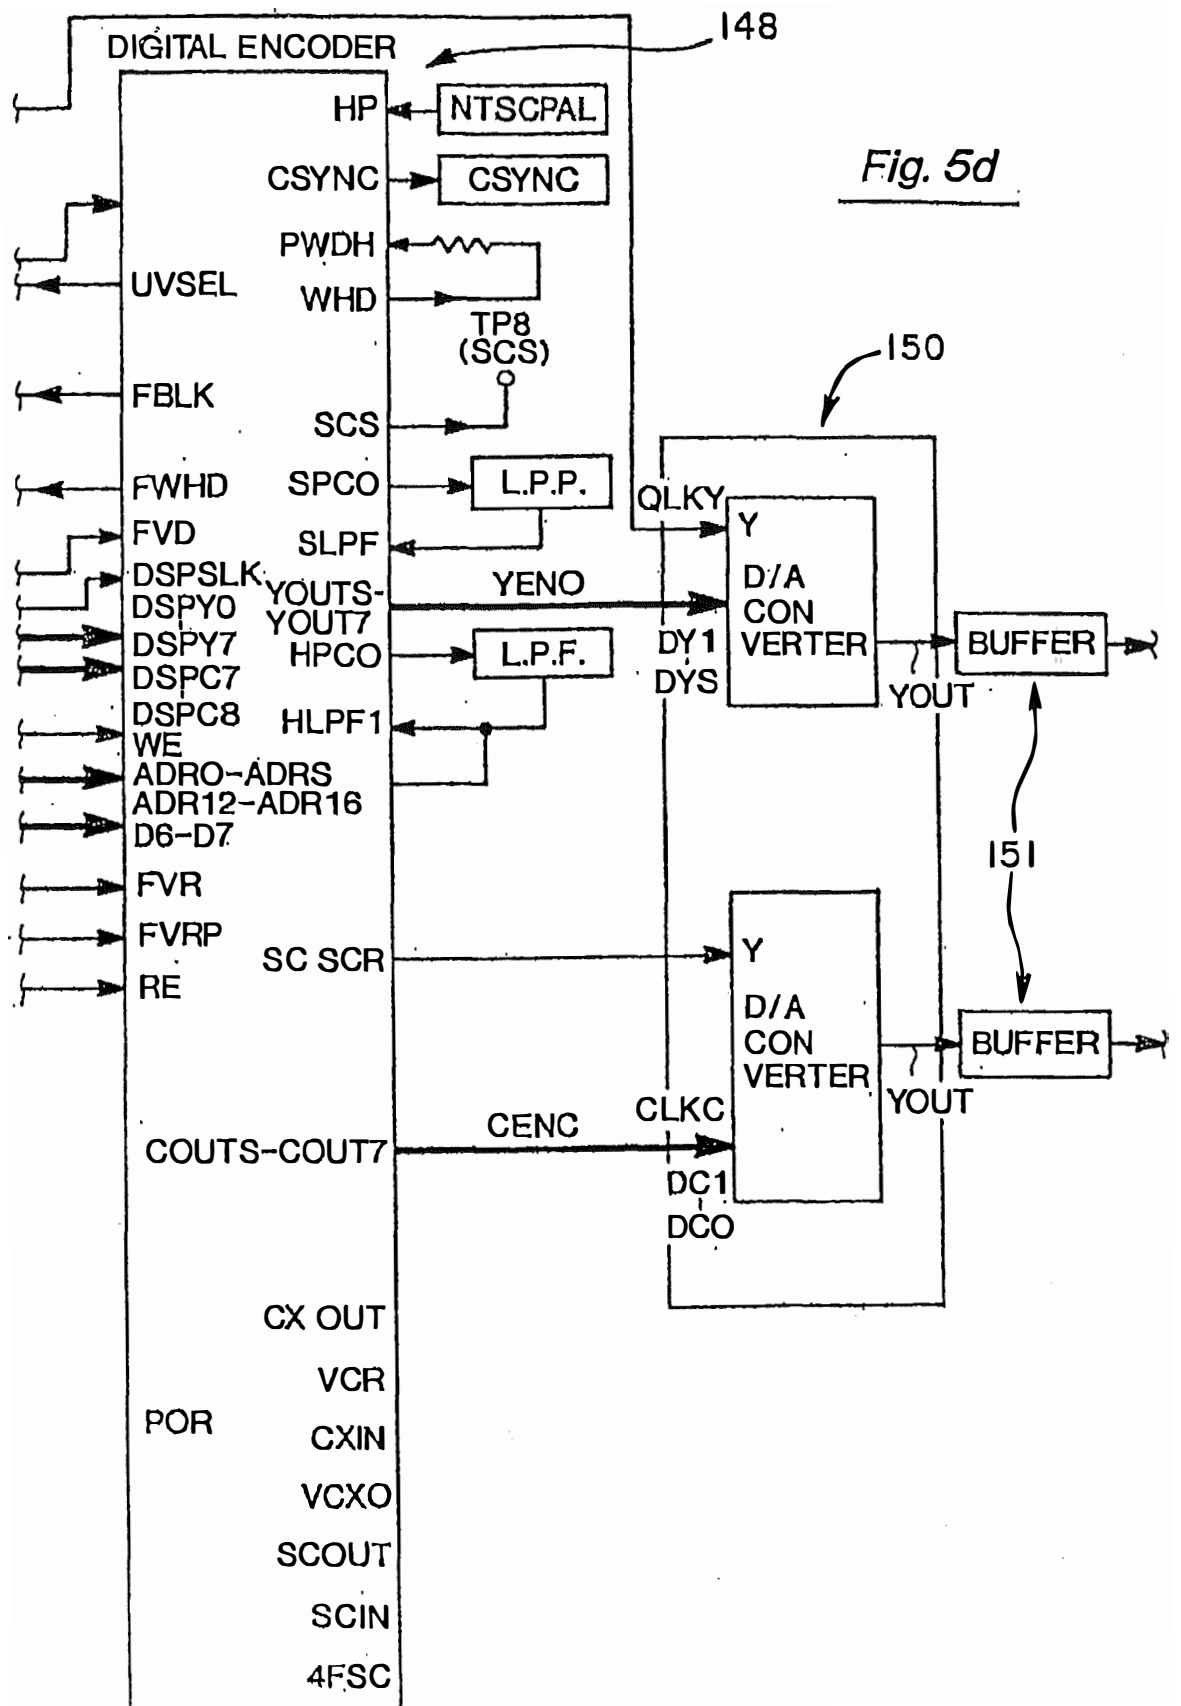 148
DIGITAL ENCODER
HP
NTSCPAL
CSYNC
CSYNC
Fig. 5d
PWDH
UVSEL
WHD
TP8
(SCS)
150
FBLK
SCS
FWHD
SPCO
L.P.P.
QLKY
Y
FVD
SLPF
DSPSLK
YOUTS-
YENO
D/A
DSPY0
YOUT7
CON
DSPY7
HPCO
L.P.F.
DY1
VERTER
BUFFER
DSPC7
DYS
YOUT
DSPC8
HLPF1
WE
ADRO-ADRS
ADR12-ADR16
D6-D7
151
FVR
FVRP
SC SCR
Y
RE
D/A
CON
BUFFER
VERTER
YOUT
CLKC
CENC
COUTS-COUT7
DC1
DCO
CX OUT
VCR
POR
CXIN
VCXO
SCOUT
SCIN
4FSC